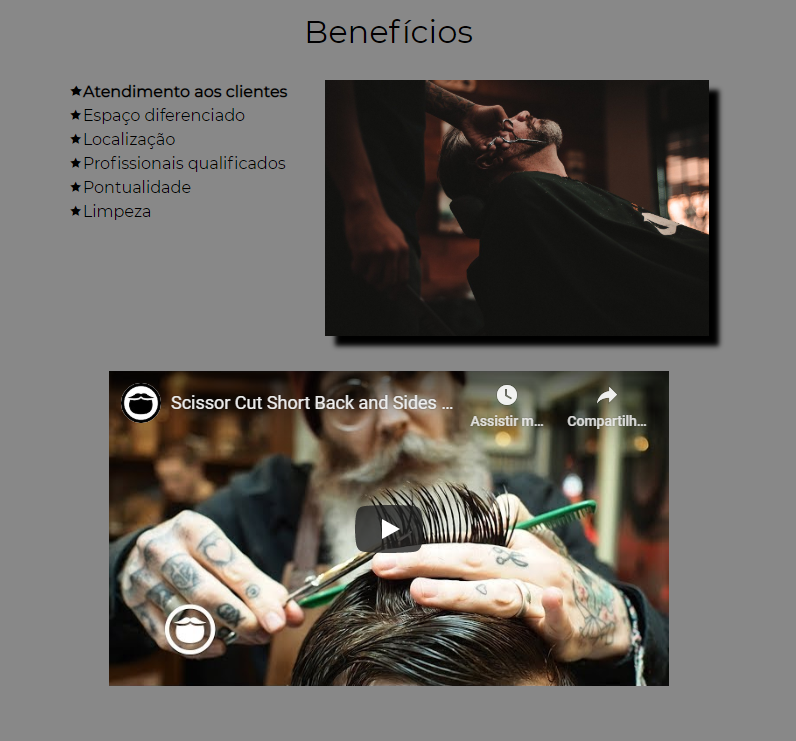 Benefícios
★Atendimento aos clientes
★Espaço diferenciado
★Localização
★Profissionais qualificados
★Pontualidade
★Limpeza
Scissor Cut Short Back and Sides ...
Assistir m...
Compartilh...